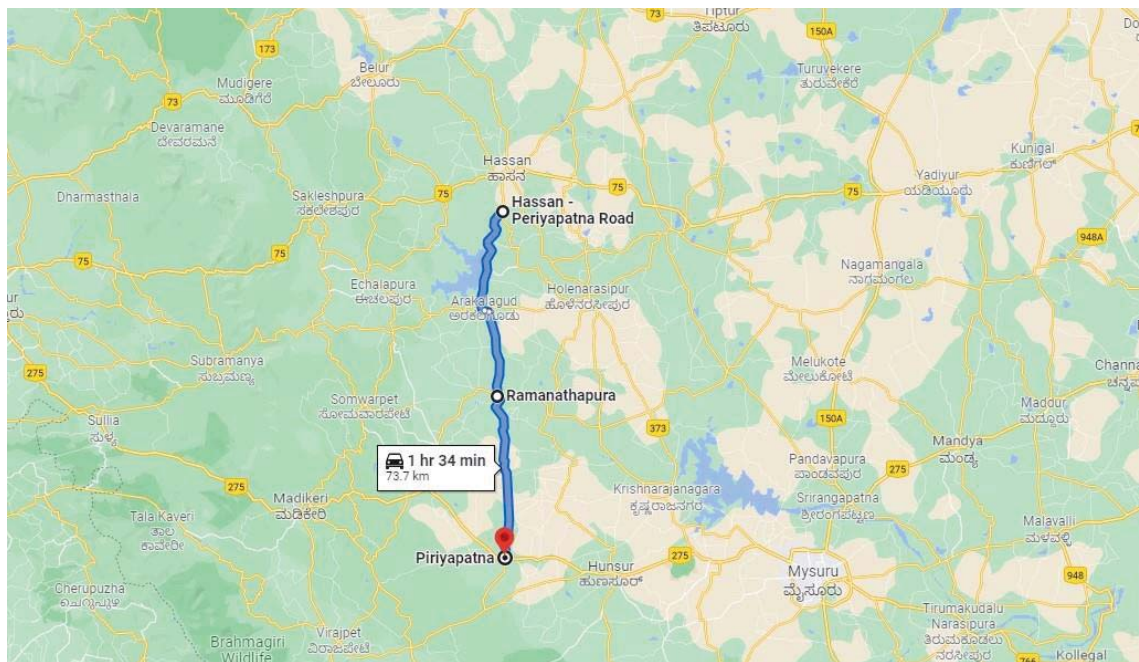 73
Tiptur
ತಿಪಟೂರು
150A
173
Belur
ಬೇಲೂರು
Mudigere
ಮೂಡಿಗೆರೆ
Turuvekere
ತುರುವೇಕೆರೆ
73
Devaramane
ದೇವರಮನೆ
Kunigal
ಕುಣಿಗಲ್
Hassan
ಹಾಸನ
75
75
Yadiyur
ಯಡಿಯೂರು
75
Dharmasthala
Sakleshpura
ಸಕಲೇಶಪುರ
Hassan -
Periyapatna Road
948A
75
75
Nagamangala
ನಾಗಮಂಗಲ
Echalapura
ಈಚಲಪುರ
Holenarasipur
ಹೊಳೆನರಸೀಪುರ
Arakalagud
ಅರಕಲಗೂಡು
Subramanya
ಸುಬ್ರಮಣ್ಯ
Melukote
ಮೇಲುಕೋಟೆ
275
Ramanathapura
Somwarpet
ಸೋಮವಾರಪೇಟೆ
Maddur
ಮದ್ದೂರು
Sullia
ಸುಳ್ಯ
150A
373
Mandya
ಮಂಡ್ಯ
1 hr 34 min
73.7 km
Pandavapura
ಪಾಂಡವಪುರ
275
275
Krishnarajanagara
ಕೃಷ್ಣರಾಜನಗರ
Madikeri
ಮಡಿಕೇರಿ
Srirangapatna
ಶ್ರೀರಂಗಪಟ್ಟಣ
Talai Kaveri
ತಾಲ
ಕಾವೇರೀ
Malavalli
ಮಳವಳ್ಳಿ
Piriyapatna
275
Hunsur
ಹುಣಸೂರ್
Mysuru
ಮೈಸೂರು
948
Cherupuzha
ചെറുപുഴ
Tirumakudalu
Narasipura
ತಿರುಮಕೂಡಲು
ನರಸೀಪುರ
Virajpet
ವಿರಾಜಪೇಟೆ
Brahmagiri
Wildlife
766
Kollegal